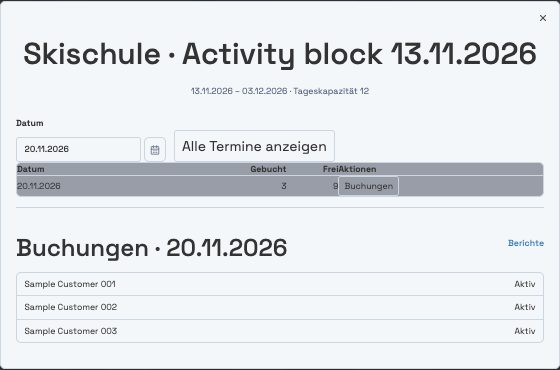 ×
Skischule · Activity block 13.11.2026
13.11.2026 – 03.12.2026 · Tageskapazität 12
Datum
20.11.2026 Alle Termine anzeigen
Datum Gebucht Frei Aktionen
20.11.2026 3 9 Buchungen
Buchungen · 20.11.2026 Berichte
Sample Customer 001 Aktiv
Sample Customer 002 Aktiv
Sample Customer 003 Aktiv